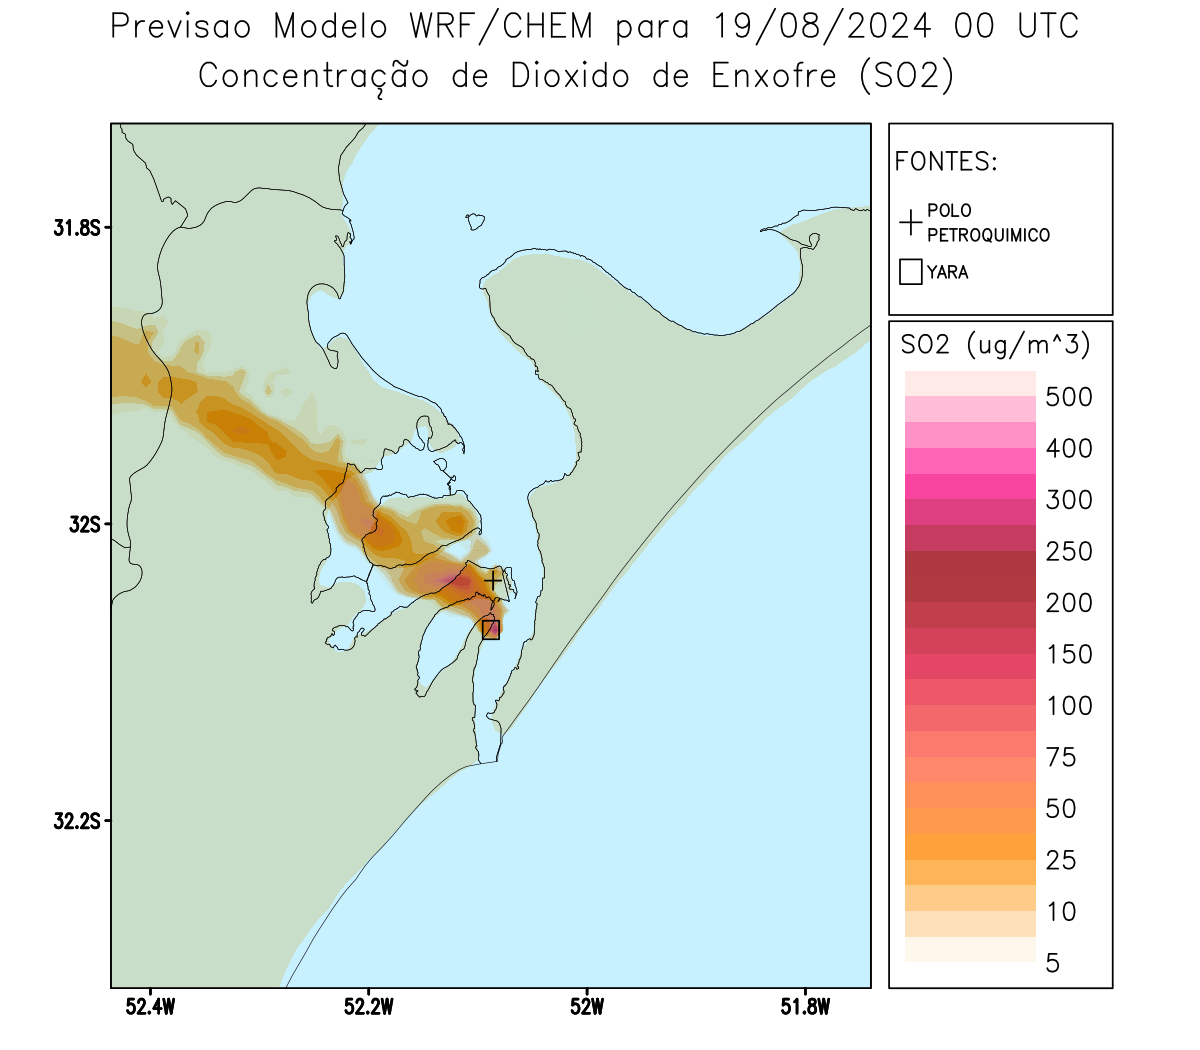 Previsao Modelo WRF/CHEM para 19/08/2024 00 UTC
Concentração de Dioxido de Enxofre (SO2)
FONTES:
POLO
PETROQUIMICO
YARA
31.8S
32S
32.2S
52.4W
52.2W
52W
51.8W
SO2 (ug/m^3)
500
400
300
250
200
150
100
75
50
25
10
5